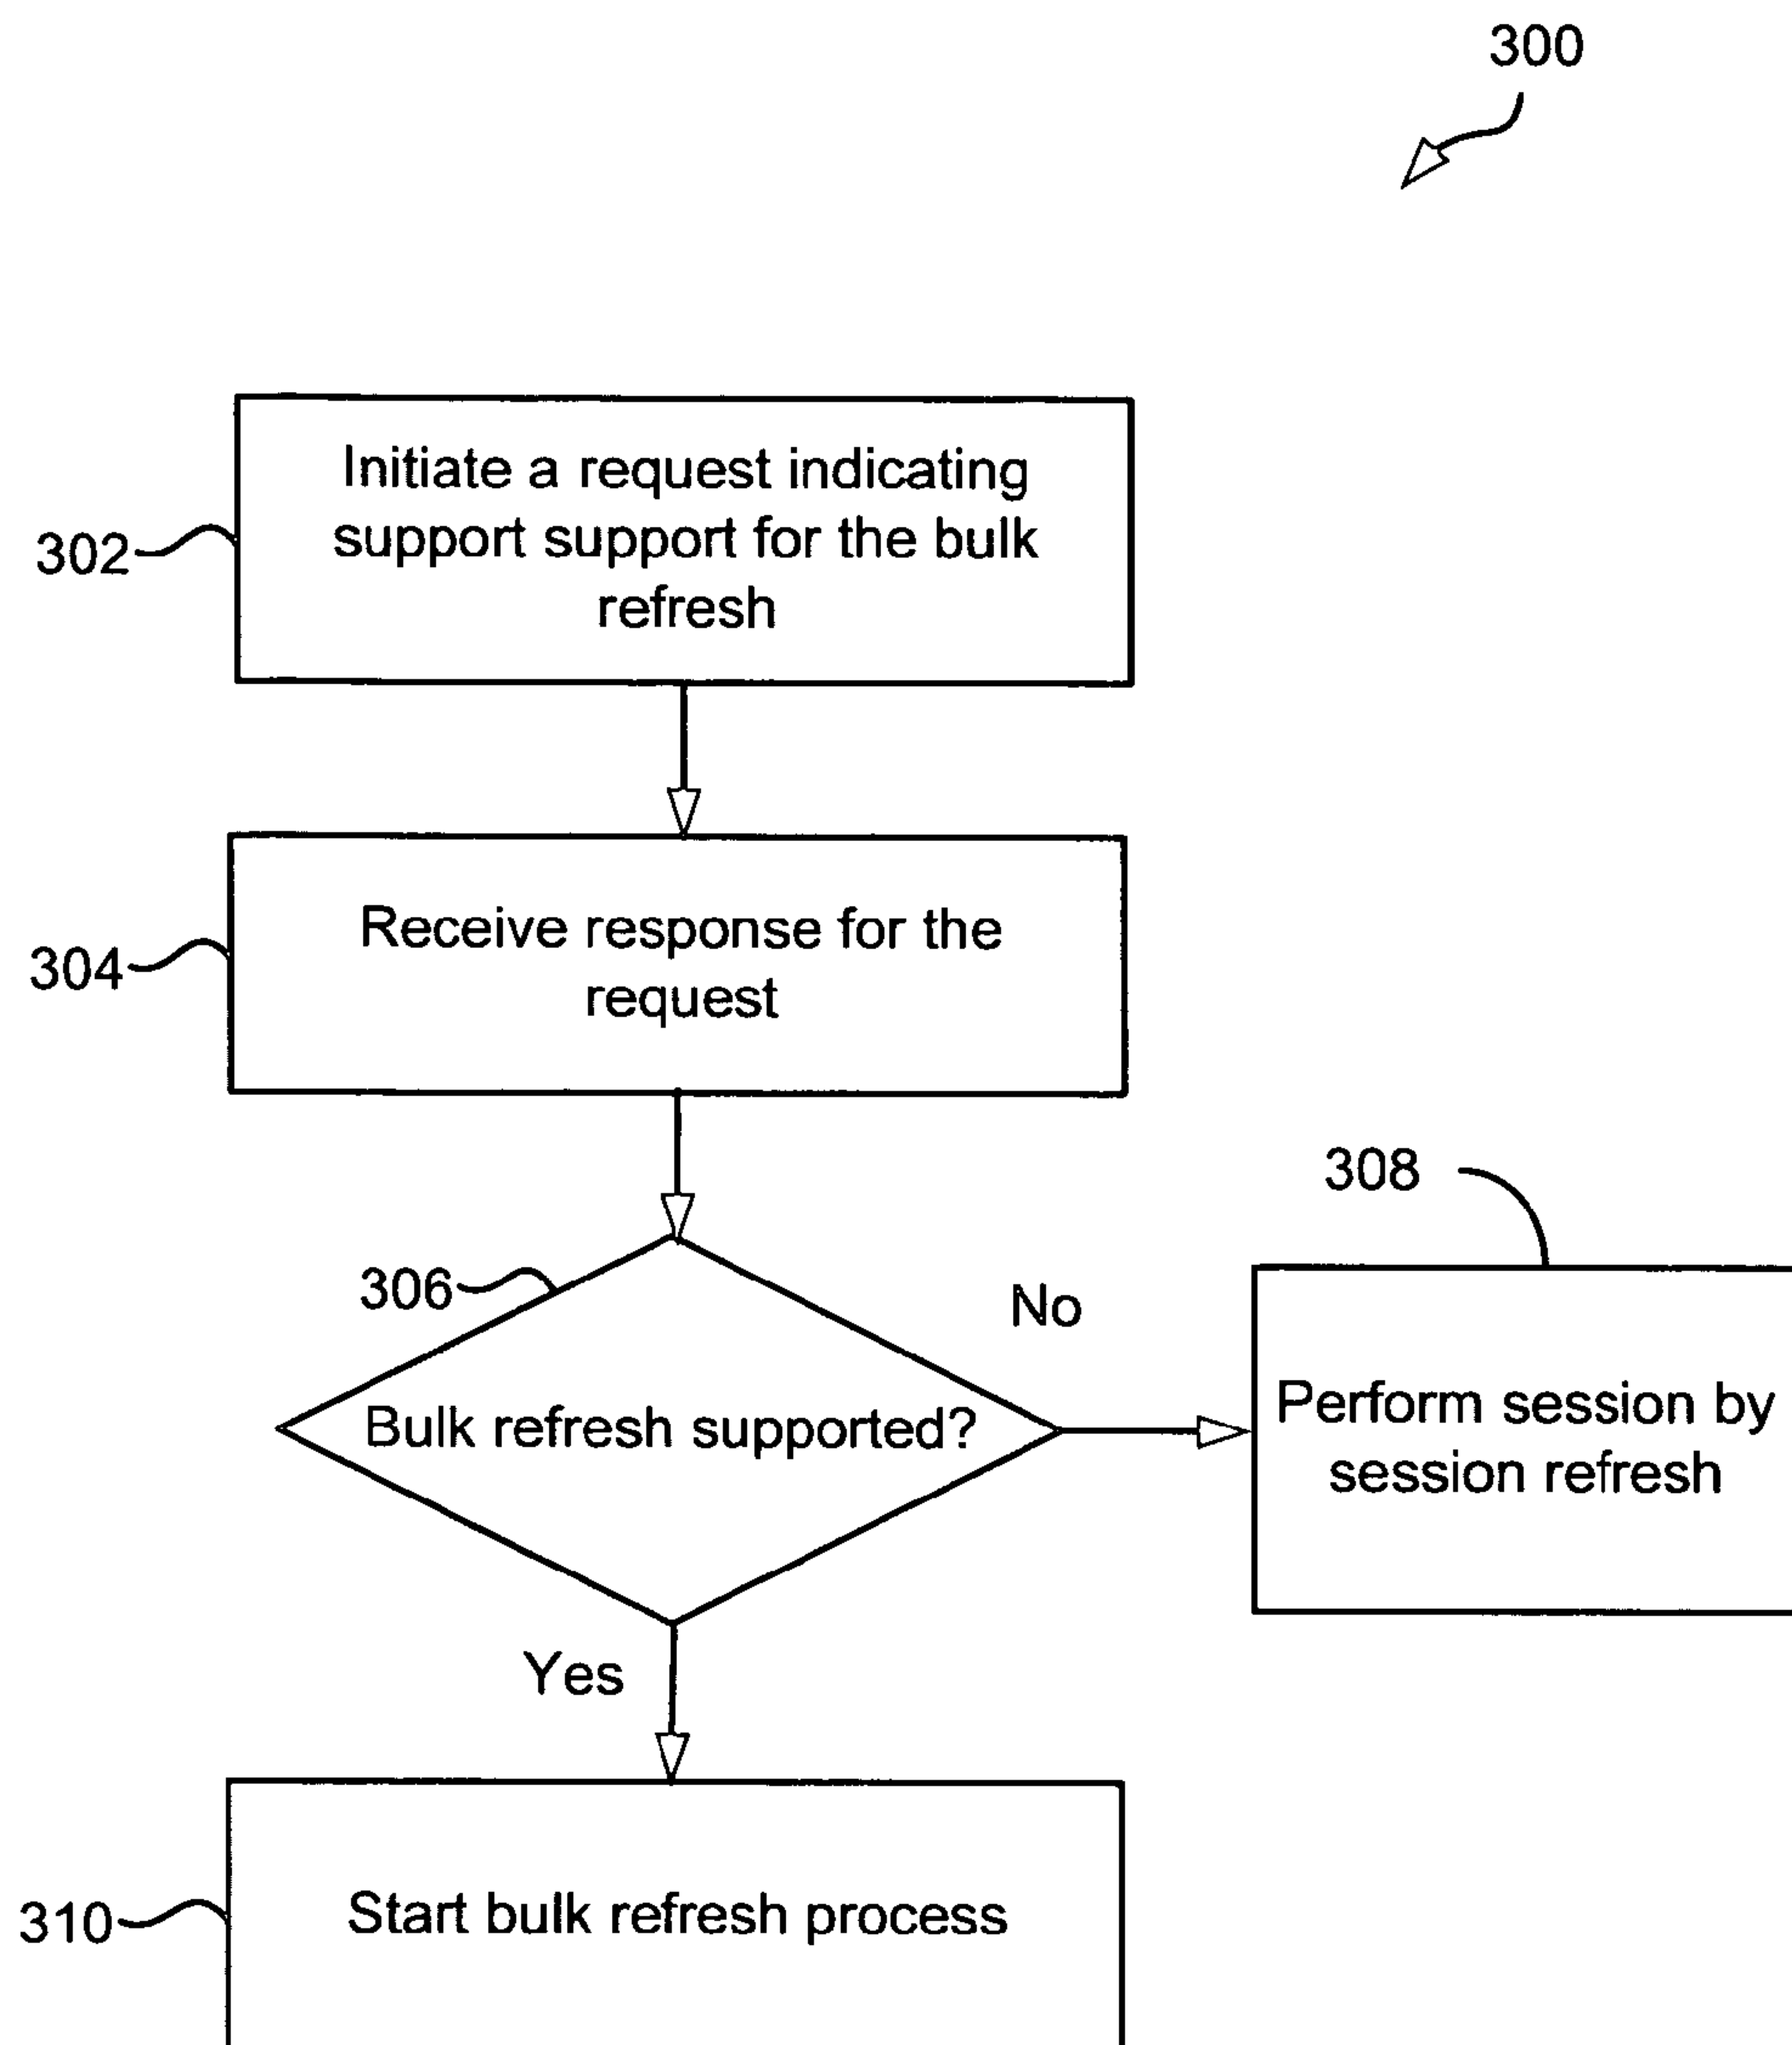 300
Initiate a request indicating
support support for the bulk
refresh
302
Receive response for the
request
304
308
306
No
Bulk refresh supported?
Perform session by
session refresh
Yes
Start bulk refresh process
310